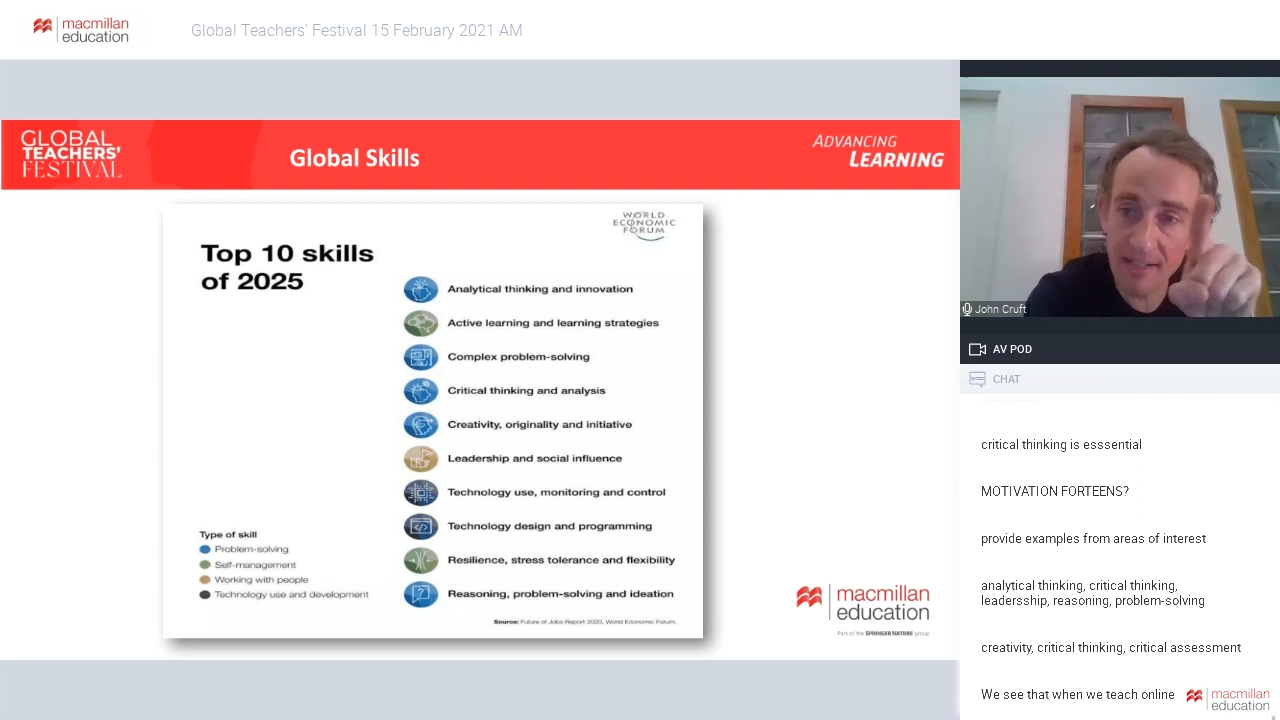 macmillan
education
Global Teachers' Festival 15 February 2021 AM
GLOBAL
TEACHERS'
FESTIVAL
Global Skills
ADVANCING
LEARNING
WORLD
ECONOMIC
FORUM
Top 10 skills
of 2025
Analytical thinking and innovation
Active learning and learning strategies
Complex problem-solving
Critical thinking and analysis
Creativity, originality and initiative
Leadership and social influence
Technology use, monitoring and control
Technology design and programming
Resilience, stress tolerance and flexibility
Reasoning, problem-solving and ideation
Type of skill
Problem-solving
Self-management
Working with people
Technology use and development
Source: Future of Jobs Report 2020, World Economic Forum.
macmillan
education
Part of the SPRINGER NATURE group
John Cruft
AV POD
CHAT
critical thinking is esssential
MOTIVATION FORTEENS?
provide examples from areas of interest
analytical thinking, critical thinking,
leadersship, reasoning, problem-solving
creativity, critical thinking, critical assessment
We see that when we teach online
macmillan
education